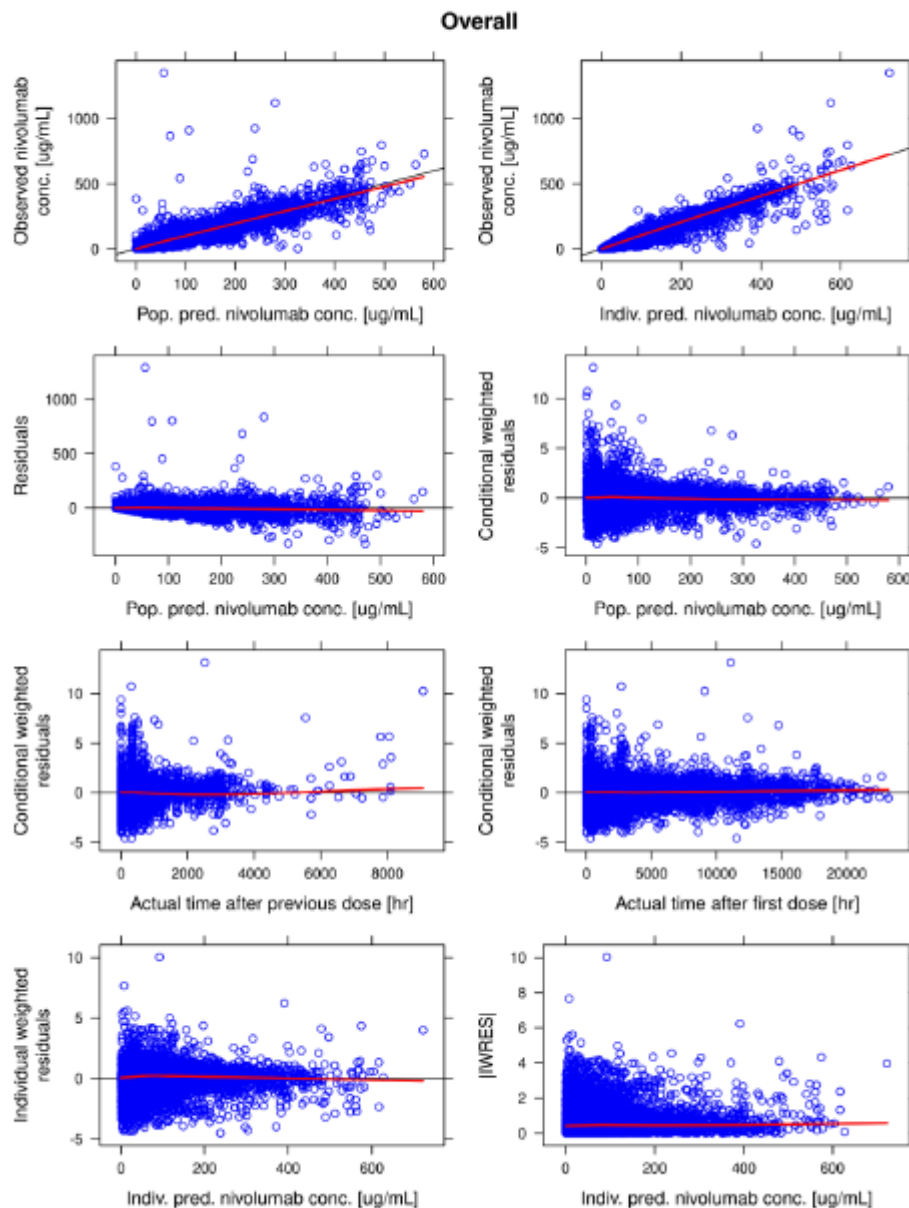 Overall
Observed nivolumab
conc. [ug/mL]
1000
500
0
0 100 200 300 400 500 600
Pop. pred. nivolumab conc. [ug/mL]
Observed nivolumab
conc. [ug/mL]
1000
500
0
0 200 400 600
Indiv. pred. nivolumab conc. [ug/mL]
Residuals
1000
500
0
0 100 200 300 400 500 600
Pop. pred. nivolumab conc. [ug/mL]
Conditional weighted
residuals
10
5
0
-5
0 100 200 300 400 500 600
Pop. pred. nivolumab conc. [ug/mL]
Conditional weighted
residuals
10
5
0
-5
0 2000 4000 6000 8000
Actual time after previous dose [hr]
Conditional weighted
residuals
10
5
0
-5
0 5000 10000 15000 20000
Actual time after first dose [hr]
Individual weighted
residuals
10
5
0
-5
0 200 400 600
Indiv. pred. nivolumab conc. [ug/mL]
|IWRES|
10
8
6
4
2
0
0 200 400 600
Indiv. pred. nivolumab conc. [ug/mL]